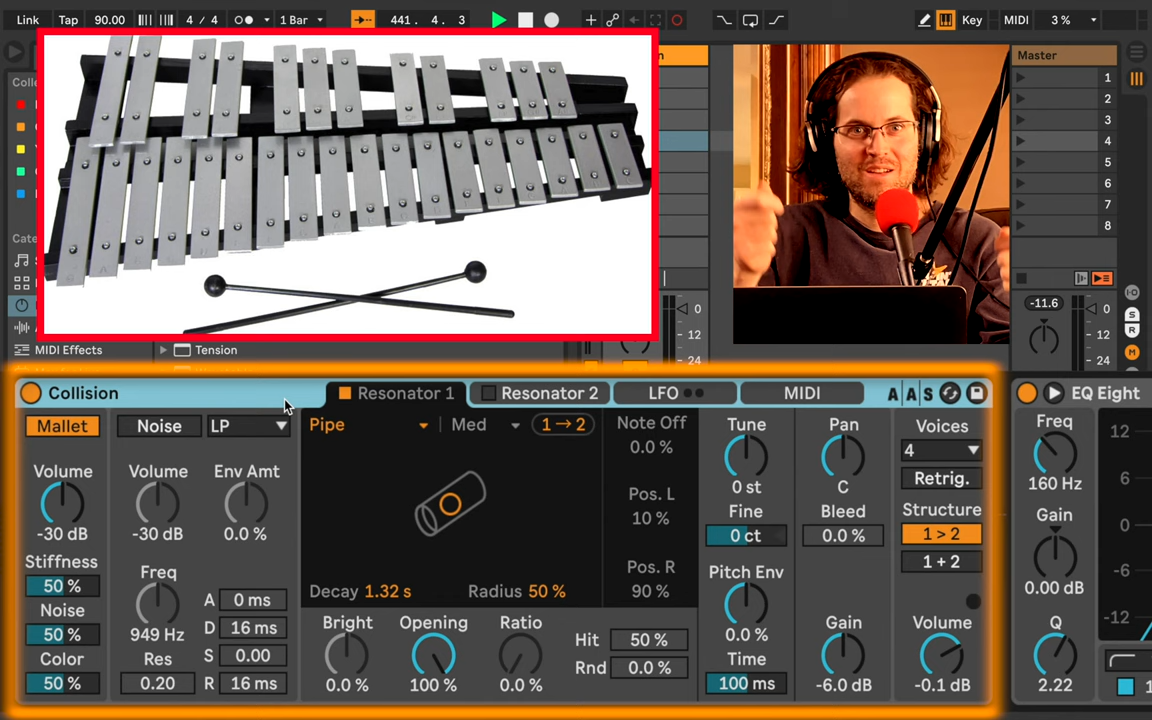 Link Tap 90.00 4 / 4 1 Bar 441 . 4 . 3 Key MIDI 3 %
Master
1
2
3
4
5
6
7
8
-11.6
0
12
24
0
12
24
MIDI Effects
Tension
Collision
Resonator 1
Resonator 2
LFO
MIDI
AAS
EQ Eight
Mallet
Volume
-30 dB
Stiffness
50 %
Noise
50 %
Color
50 %
Noise
LP
Volume
-30 dB
Env Amt
0.0 %
Freq
949 Hz
Res
0.20
A 0 ms
D 16 ms
S 0.00
R 16 ms
Pipe
Med
1→2
Decay 1.32 s
Radius 50 %
Bright
0.0 %
Opening
100 %
Ratio
0.0 %
Note Off
0.0 %
Pos. L
10 %
Pos. R
90 %
Hit 50 %
Rnd 0.0 %
Tune
0 st
Fine
0 ct
Pitch Env
0.0 %
Time
100 ms
Pan
C
Bleed
0.0 %
Gain
-6.0 dB
Voices
4
Retrig.
Structure
1 > 2
1 + 2
Volume
-0.1 dB
Freq
160 Hz
Gain
0.00 dB
Q
2.22
12
6
0
-6
-12
1